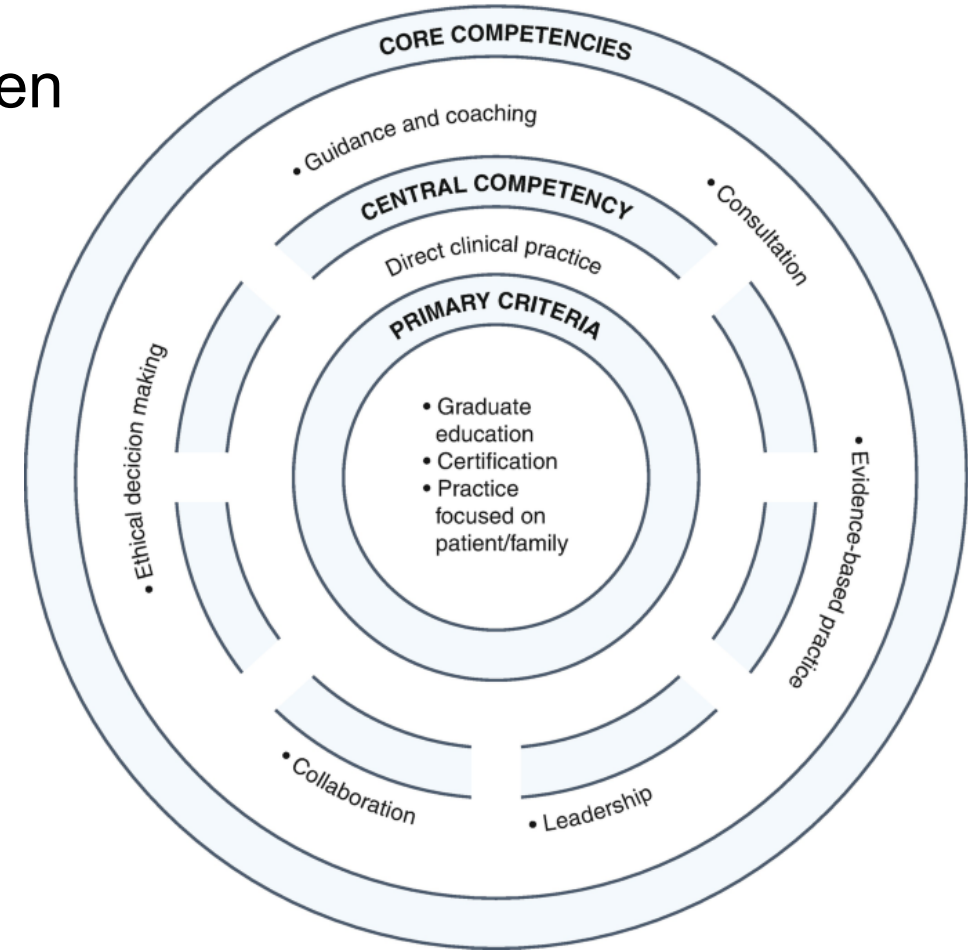 en
CORE COMPETENCIES
• Guidance and coaching
• Consultation
CENTRAL COMPETENCY
Direct clinical practice
PRIMARY CRITERIA
• Graduate
education
• Certification
• Practice
focused on
patient/family
• Ethical decicion making
• Evidence-based practice
• Collaboration
• Leadership